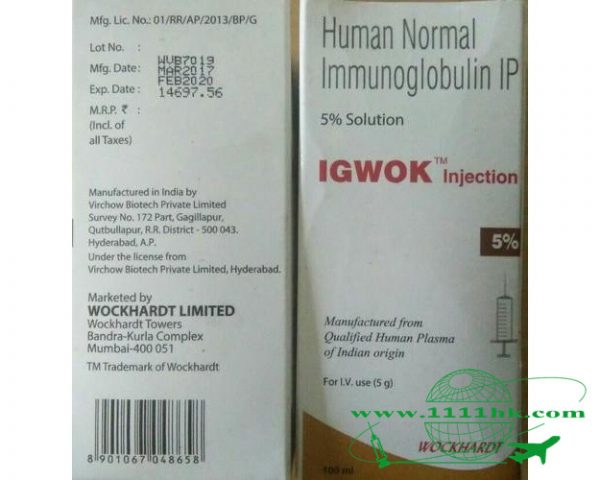 Mfg. Lic. No.: 01/RR/AP/2013/BP/G
Lot No. : WVB7019
Mfg. Date : MAR2017
Exp. Date : FEB2020
M.R.P. ₹ : 14697.56
(Incl. of
all Taxes)
Manufactured in India by
Virchow Biotech Private Limited
Survey No. 172 Part, Gagillapur,
Qutbullapur, R.R. District - 500 043.
Hyderabad, A.P.
Under the license from
Virchow Biotech Private Limited, Hyderabad.
Marketed by
WOCKHARDT LIMITED
Wockhardt Towers
Bandra-Kurla Complex
Mumbai-400 051
TM Trademark of Wockhardt
8 901067 048658
Human Normal
Immunoglobulin IP
5% Solution
IGWOK™ Injection
5%
Manufactured from
Qualified Human Plasma
of Indian origin
For I.V. use (5 g)
www.1111hk.com
WOCKHARDT
100 ml